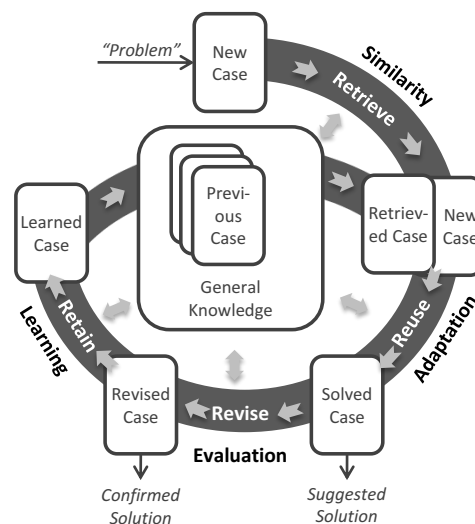 “Problem”
New
Case
Similarity
Retrieve
Previ-
ous
Case
General
Knowledge
Learned
Case
Retriev-
ed Case
New
Case
Reuse
Adaptation
Retain
Learning
Revised
Case
Revise
Solved
Case
Evaluation
Confirmed
Solution
Suggested
Solution